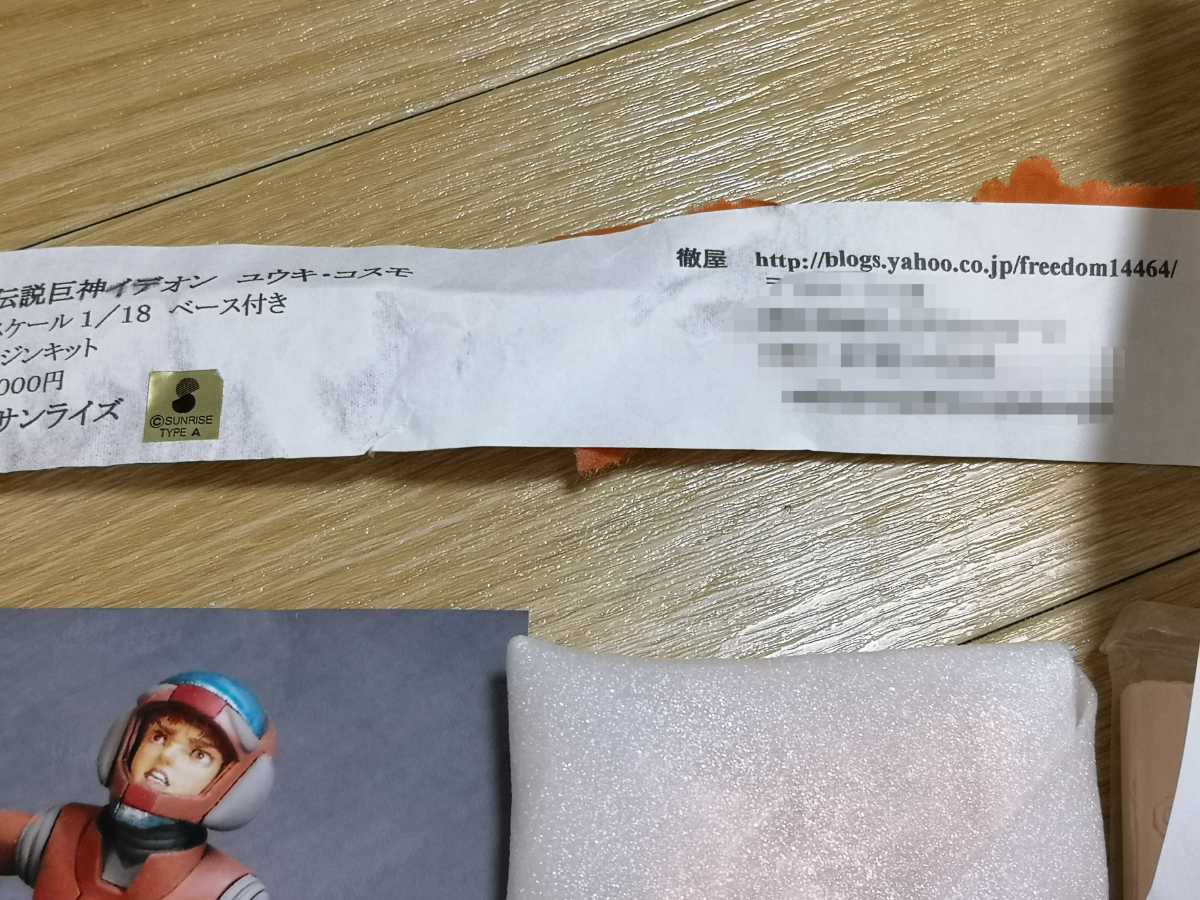 伝説巨神イデオン ユウキ・コスモ
スケール1/18 ベース付き
ジンキット
000円
サンライズ
©SUNRISE
TYPE A
徹屋 http://blogs.yahoo.co.jp/freedom14464/